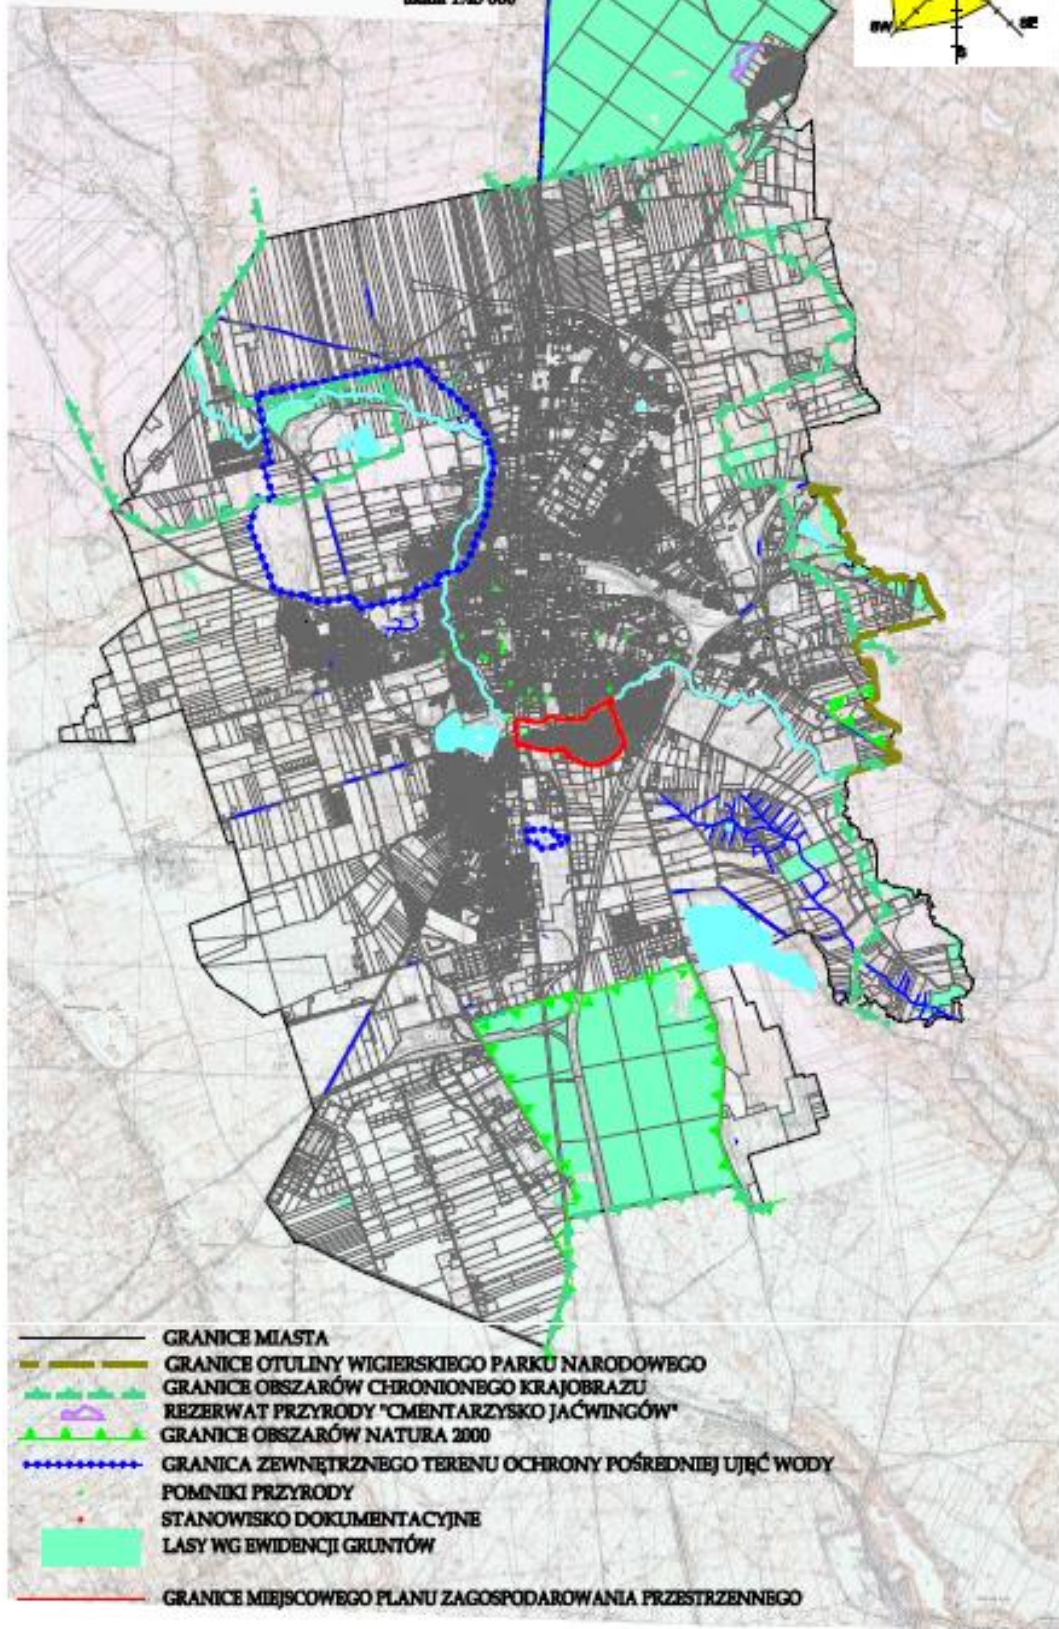 SW
SE
S
GRANICE MIASTA
GRANICE OTULINY WIGIERSKIEGO PARKU NARODOWEGO
GRANICE OBSZARÓW CHRONIONEGO KRAJOBRAZU
REZERWAT PRZYRODY "CMENTARZYSKO JAĆWINGÓW"
GRANICE OBSZARÓW NATURA 2000
GRANICA ZEWNĘTRZNEGO TERENU OCHRONY POŚREDNIEJ UJĘĆ WODY
POMNIKI PRZYRODY
STANOWISKO DOKUMENTACYJNE
LASY WG EWIDENCJI GRUNTÓW
GRANICE MIEJSCOWEGO PLANU ZAGOSPODAROWANIA PRZESTRZENNEGO